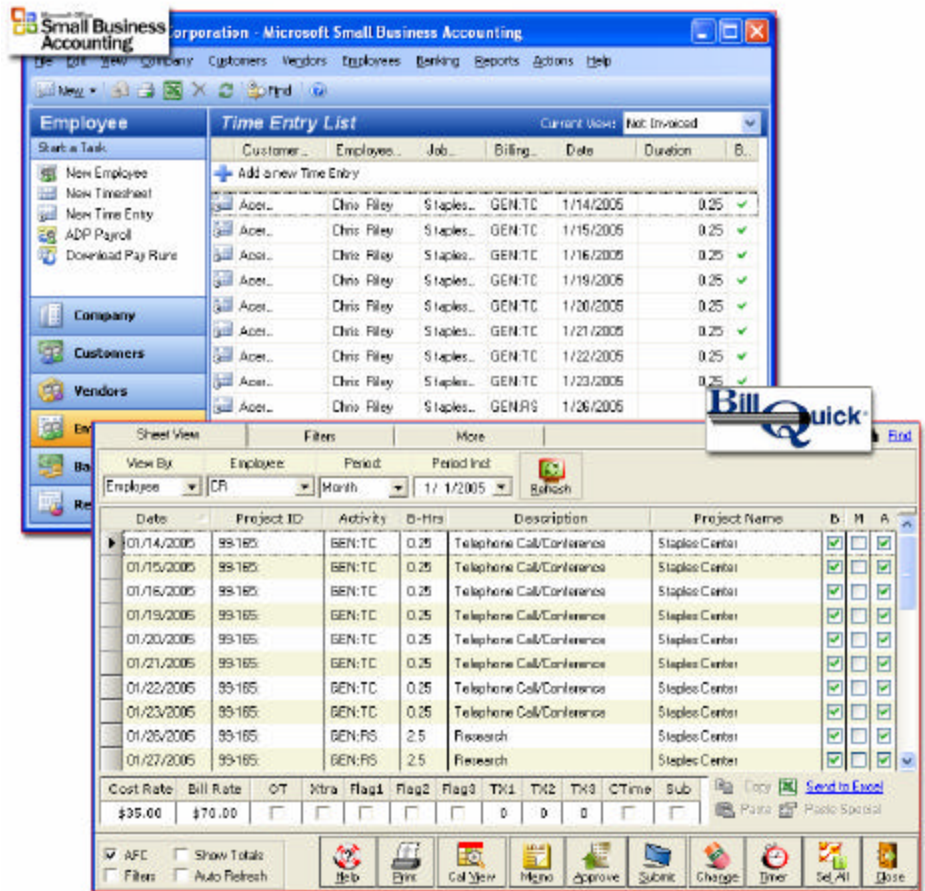 Microsoft Office
Small Business
Accounting
Corporation - Microsoft Small Business Accounting
File Edit View Company Customers Vendors Employees Banking Reports Actions Help
New Find
Employee
Time Entry List Current View: Not Invoiced
Start a Task
Customer... Employee... Job... Billing... Date Duration B..
New Employee
Add a new Time Entry
New Timesheet
New Time Entry
ADP Payroll
Download Pay Runs
Acer... Chris Riley Staples... GEN:TC 1/14/2005 0.25
Acer... Chris Riley Staples... GEN:TC 1/15/2005 0.25
Acer... Chris Riley Staples... GEN:TC 1/16/2005 0.25
Acer... Chris Riley Staples... GEN:TC 1/19/2005 0.25
Acer... Chris Riley Staples... GEN:TC 1/20/2005 0.25
Acer... Chris Riley Staples... GEN:TC 1/21/2005 0.25
Acer... Chris Riley Staples... GEN:TC 1/22/2005 0.25
Acer... Chris Riley Staples... GEN:TC 1/23/2005 0.25
Acer... Chris Riley Staples... GEN:RS 1/26/2005
Company
Customers
Vendors
Em
Ba
Re
BillQuick
Sheet View Filters More Find
View By: Employee: Period: Period Incl:
Employee CR Month 1/ 1/2005 Refresh
Date Project ID Activity B-Hrs Description Project Name B M A
01/14/2005 99-165: GEN:TC 0.25 Telephone Call/Conference Staples Center
01/15/2005 99-165: GEN:TC 0.25 Telephone Call/Conference Staples Center
01/16/2005 99-165: GEN:TC 0.25 Telephone Call/Conference Staples Center
01/19/2005 99-165: GEN:TC 0.25 Telephone Call/Conference Staples Center
01/20/2005 99-165: GEN:TC 0.25 Telephone Call/Conference Staples Center
01/21/2005 99-165: GEN:TC 0.25 Telephone Call/Conference Staples Center
01/22/2005 99-165: GEN:TC 0.25 Telephone Call/Conference Staples Center
01/23/2005 99-165: GEN:TC 0.25 Telephone Call/Conference Staples Center
01/26/2005 99-165: GEN:RS 2.5 Research Staples Center
01/27/2005 99-165: GEN:RS 2.5 Research Staples Center
Cost Rate Bill Rate OT Xtra Flag1 Flag2 Flag3 TX1 TX2 TX3 CTime Sub Copy Send to Excel
$35.00 $70.00 0 0 0 Paste Paste Special
AFC Show Totals
Filters Auto Refresh
Help Print Cal View Memo Approve Submit Change Timer Sel. All Close